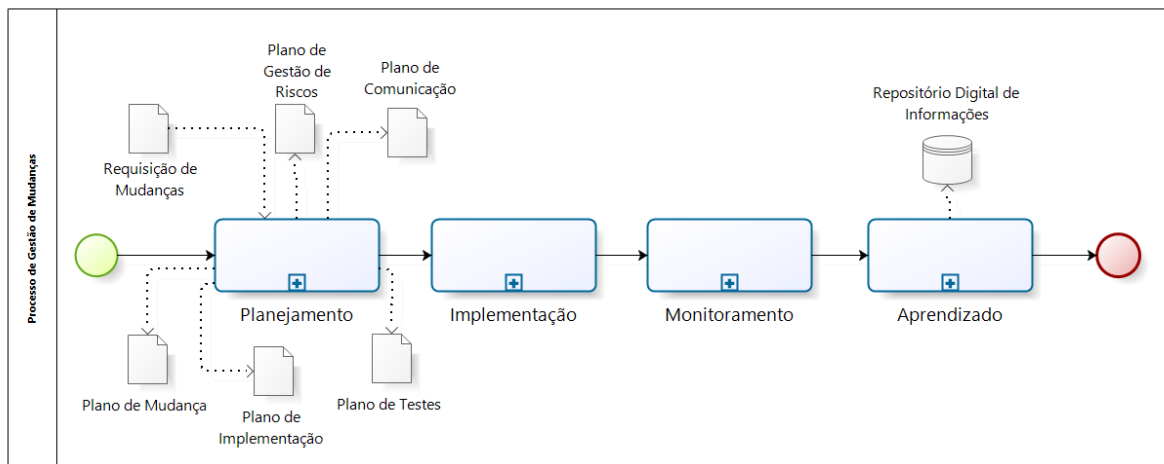 Processo de Gestão de Mudanças
Plano de
Gestão de
Riscos
Plano de
Comunicação
Repositório Digital de
Informações
Requisição de
Mudanças
Planejamento
Implementação
Monitoramento
Aprendizado
Plano de Mudança
Plano de
Implementação
Plano de Testes